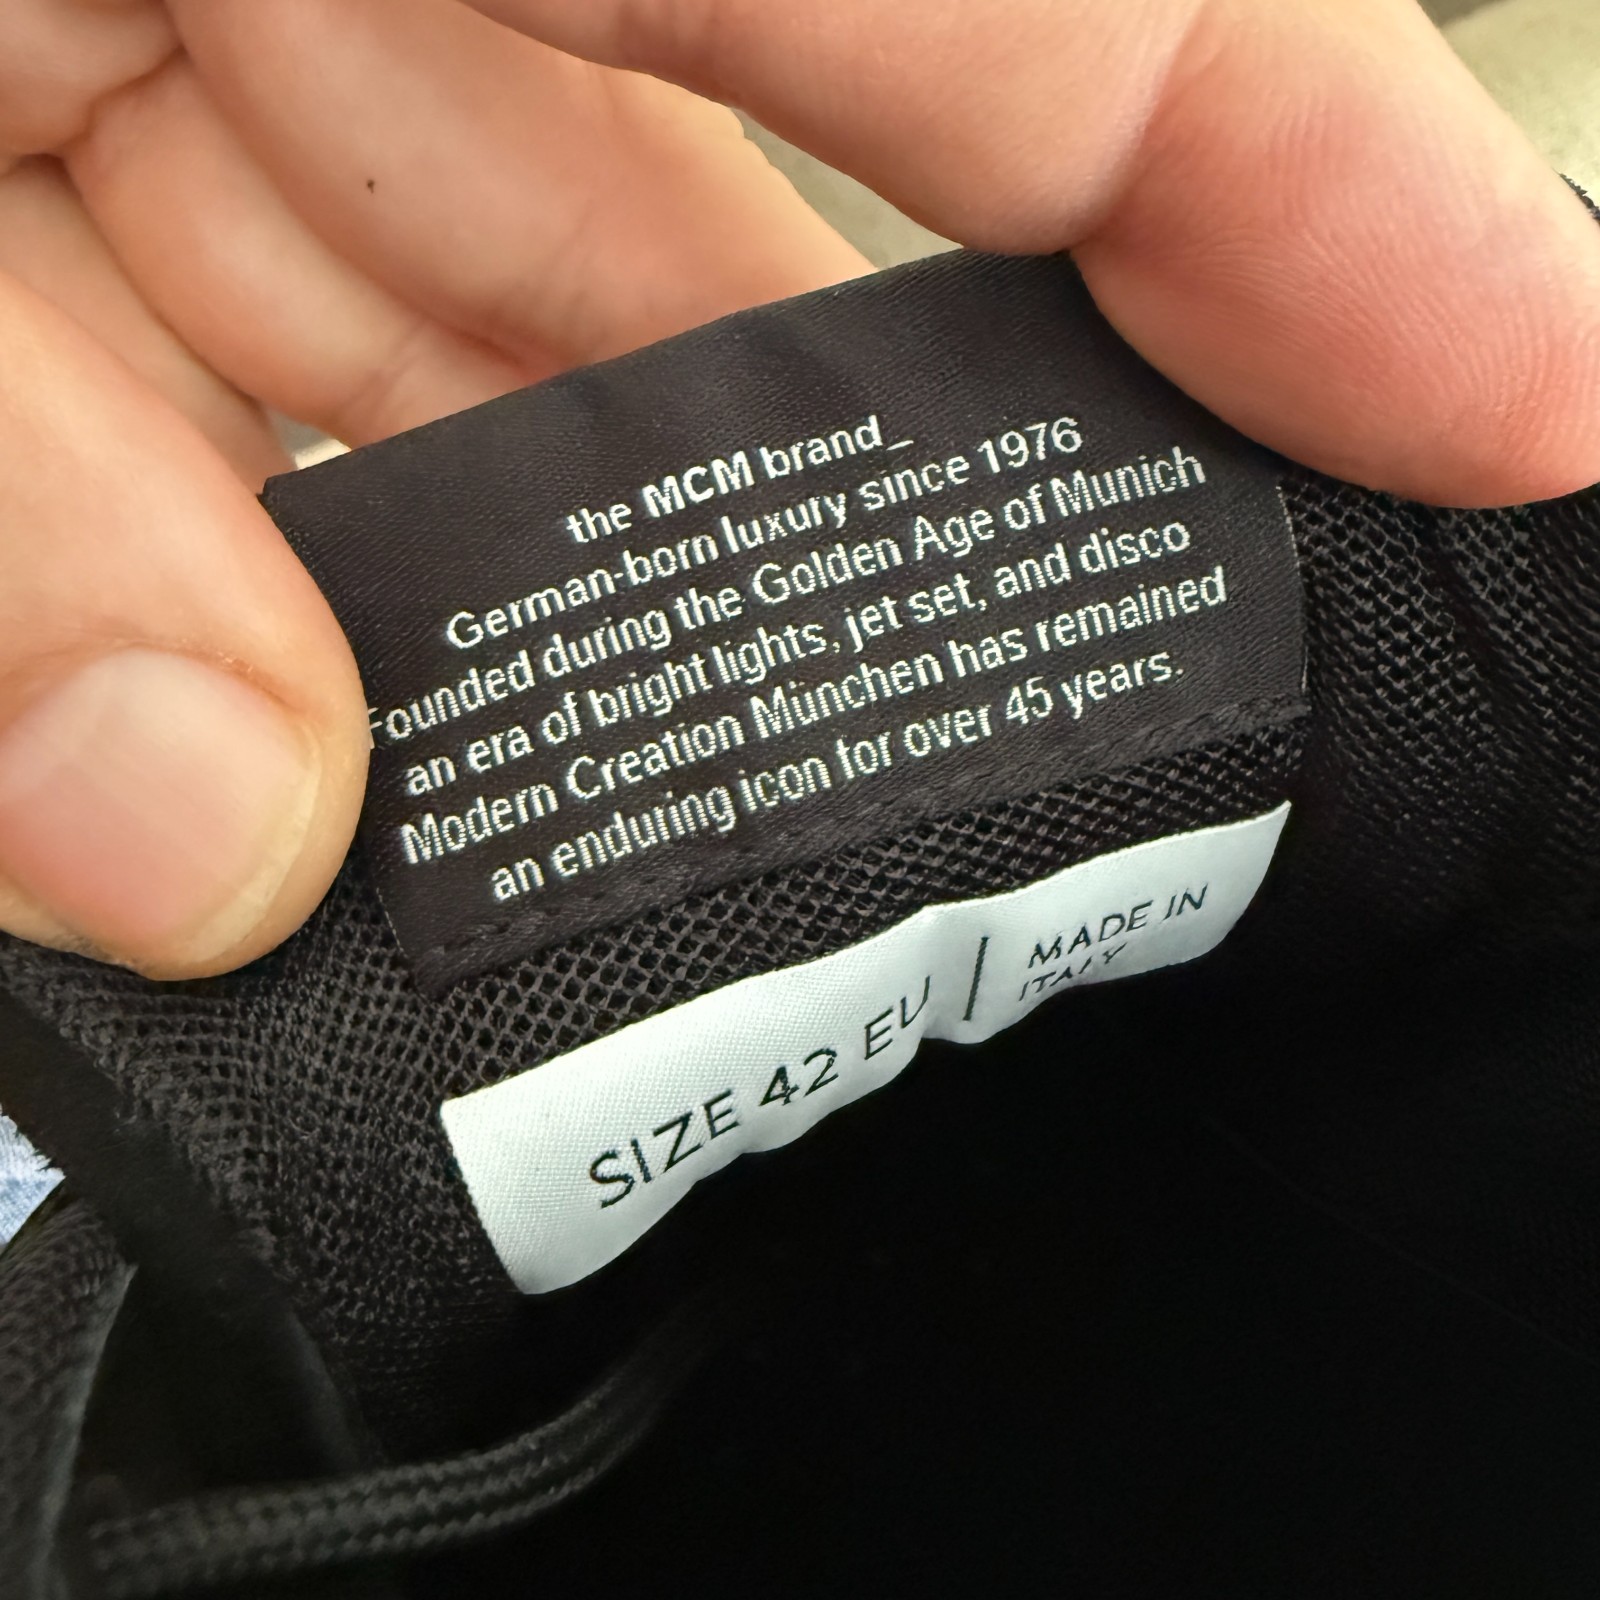 the MCM brand_
German-born luxury since 1976
Founded during the Golden Age of Munich
an era of bright lights, jet set, and disco
Modern Creation München has remained
an enduring icon for over 45 years.
SIZE 42 EU / MADE IN
ITALY